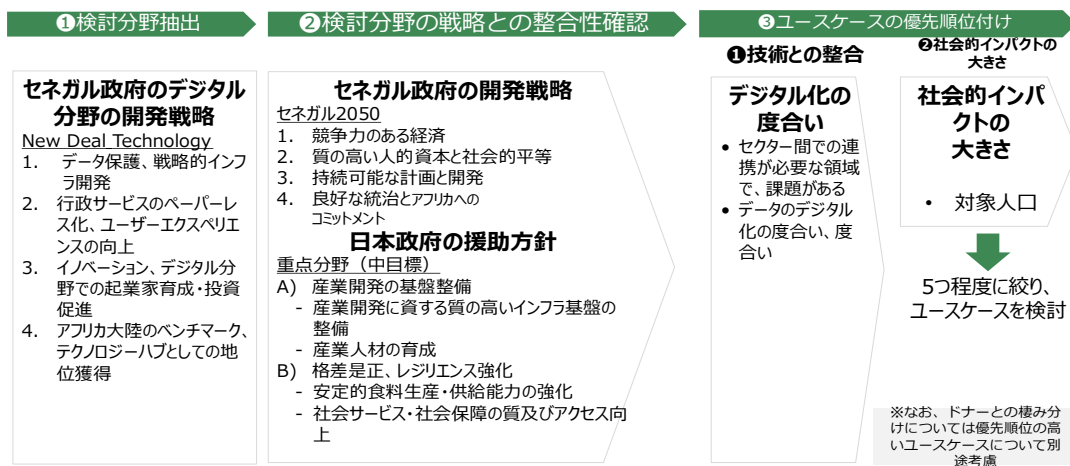 ❶検討分野抽出
❷検討分野の戦略との整合性確認
❸ユースケースの優先順位付け
セネガル政府のデジタル
分野の開発戦略
New Deal Technology
1. データ保護、戦略的インフ
ラ開発
2. 行政サービスのペーパーレ
ス化、ユーザーエクスペリエ
ンスの向上
3. イノベーション、デジタル分
野での起業家育成・投資
促進
4. アフリカ大陸のベンチマーク、
テクノロジーハブとしての地
位獲得
セネガル政府の開発戦略
セネガル2050
1. 競争力のある経済
2. 質の高い人的資本と社会的平等
3. 持続可能な計画と開発
4. 良好な統治とアフリカへの
コミットメント
日本政府の援助方針
重点分野（中目標）
A) 産業開発の基盤整備
- 産業開発に資する質の高いインフラ基盤の
整備
- 産業人材の育成
B) 格差是正、レジリエンス強化
- 安定的食料生産・供給能力の強化
- 社会サービス・社会保障の質及びアクセス向
上
❶技術との整合
デジタル化の
度合い
• セクター間での連
携が必要な領域
で、課題がある
• データのデジタル
化の度合い、度
合い
❷社会的インパクトの
大きさ
社会的インパ
クトの
大きさ
• 対象人口
5つ程度に絞り、
ユースケースを検討
※なお、ドナーとの棲み分
けについては優先順位の高
いユースケースについて別
途考慮